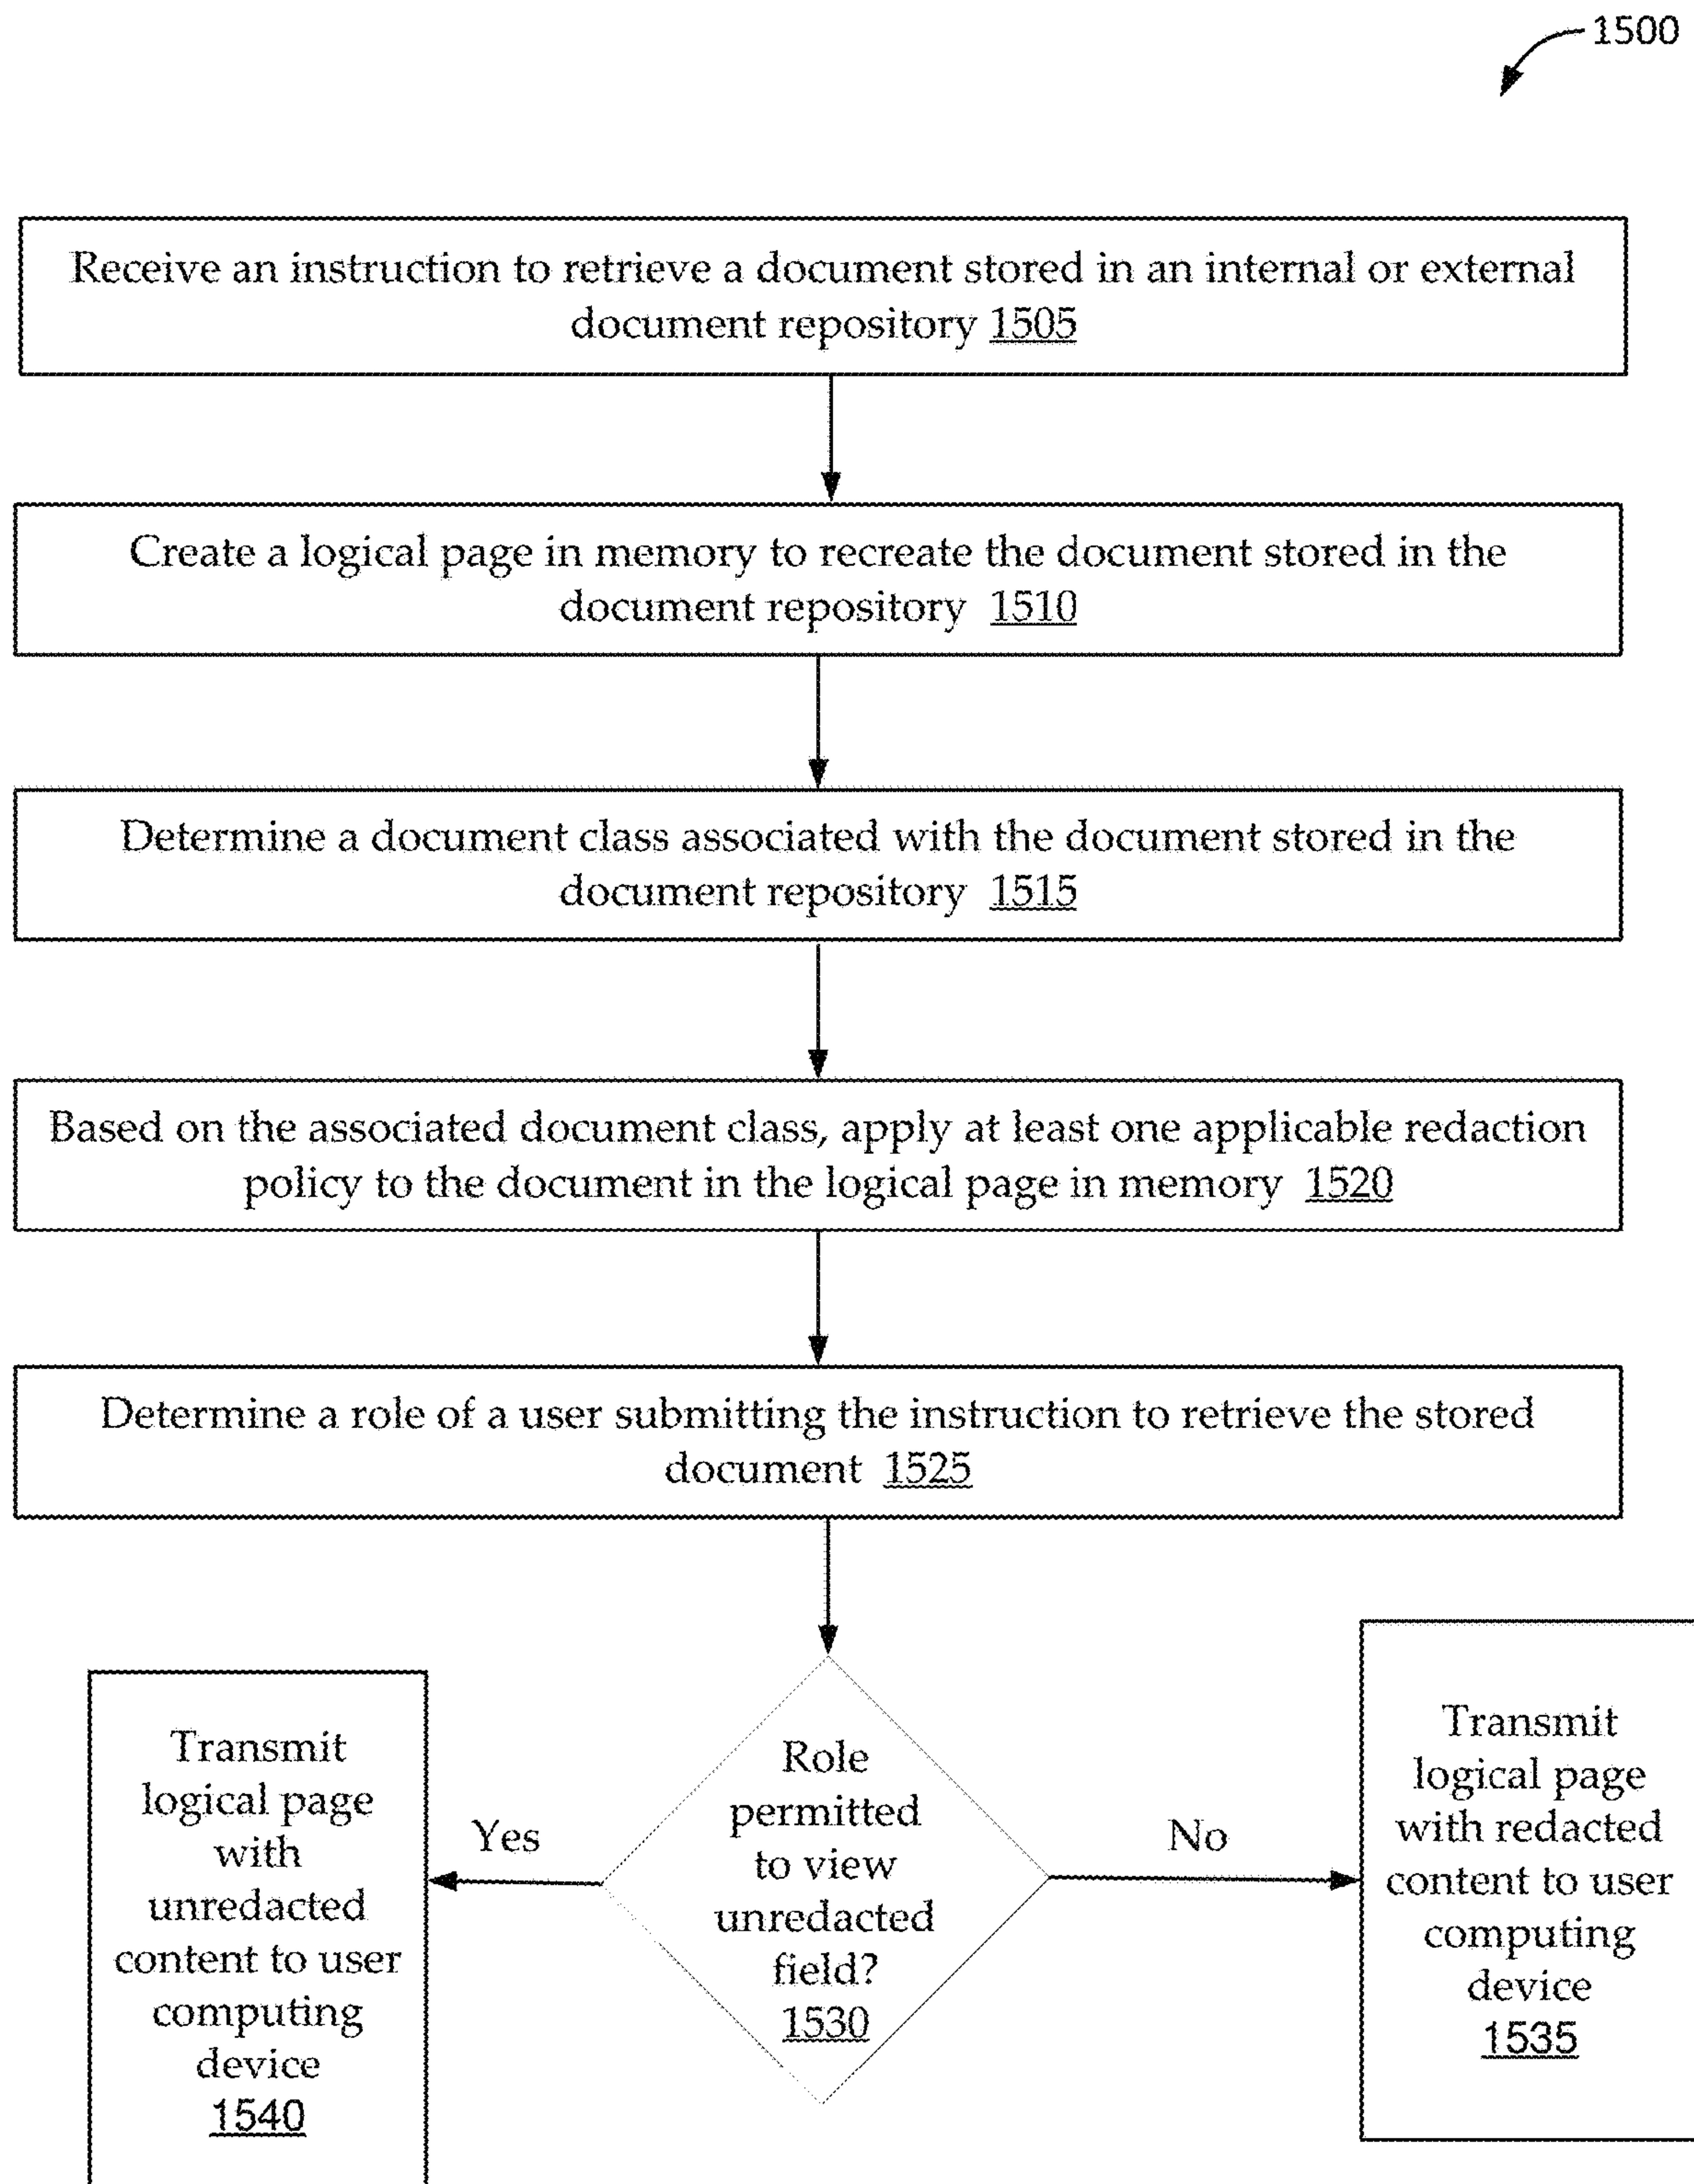 1500
Receive an instruction to retrieve a document stored in an internal or external
document repository 1505
Create a logical page in memory to recreate the document stored in the
document repository 1510
Determine a document class associated with the document stored in the
document repository 1515
Based on the associated document class, apply at least one applicable redaction
policy to the document in the logical page in memory 1520
Determine a role of a user submitting the instruction to retrieve the stored
document 1525
Transmit
logical page
with
unredacted
content to user
computing
device
1540
Yes
Role
permitted
to view
unredacted
field?
1530
No
Transmit
logical page
with redacted
content to user
computing
device
1535